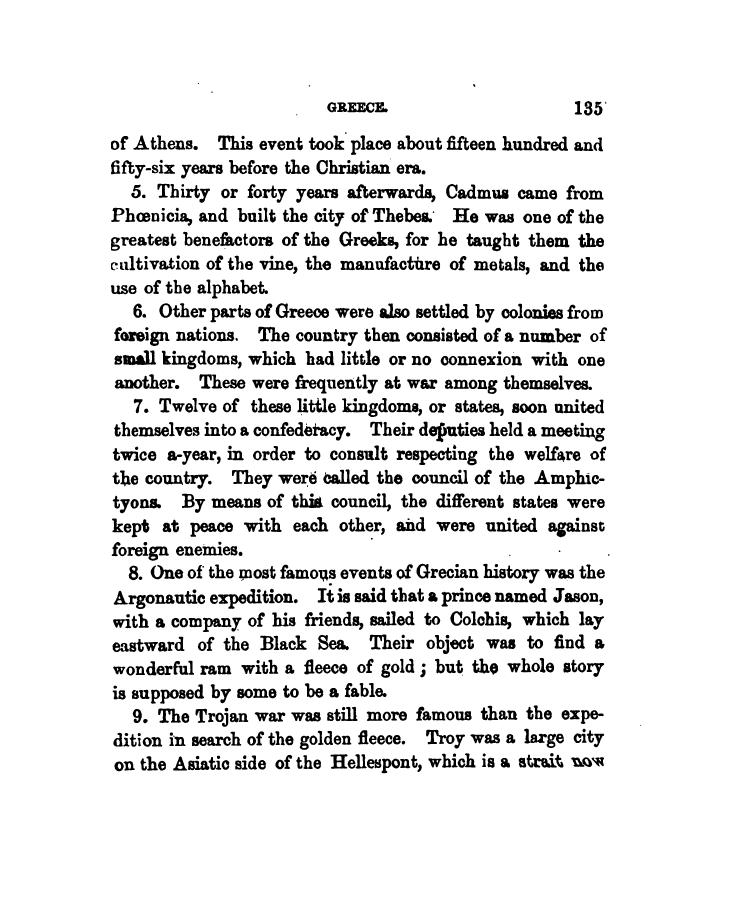 GREECE. 135
of Athens. This event took place about fifteen hundred and
fifty-six years before the Christian era.
5. Thirty or forty years afterwards, Cadmus came from
Phœnicia, and built the city of Thebes. He was one of the
greatest benefactors of the Greeks, for he taught them the
cultivation of the vine, the manufacture of metals, and the
use of the alphabet.
6. Other parts of Greece were also settled by colonies from
foreign nations. The country then consisted of a number of
small kingdoms, which had little or no connexion with one
another. These were frequently at war among themselves.
7. Twelve of these little kingdoms, or states, soon united
themselves into a confederacy. Their deputies held a meeting
twice a-year, in order to consult respecting the welfare of
the country. They were called the council of the Amphic-
tyons. By means of this council, the different states were
kept at peace with each other, and were united against
foreign enemies.
8. One of the most famous events of Grecian history was the
Argonautic expedition. It is said that a prince named Jason,
with a company of his friends, sailed to Colchis, which lay
eastward of the Black Sea. Their object was to find a
wonderful ram with a fleece of gold; but the whole story
is supposed by some to be a fable.
9. The Trojan war was still more famous than the expe-
dition in search of the golden fleece. Troy was a large city
on the Asiatic side of the Hellespont, which is a strait now